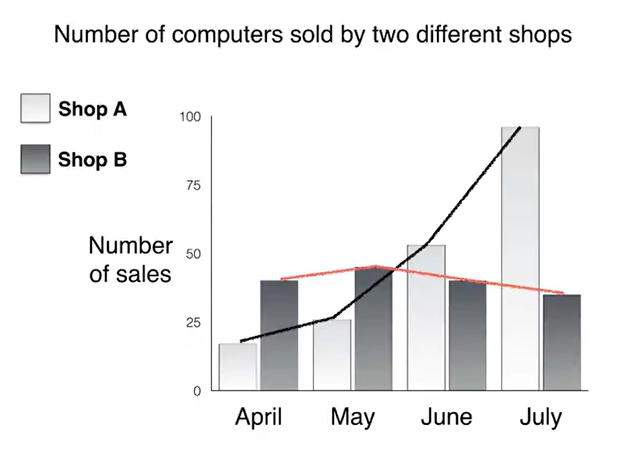 Number of computers sold by two different shops
Shop A
Shop B
Number
of sales
100
75
50
25
0
April
May
June
July